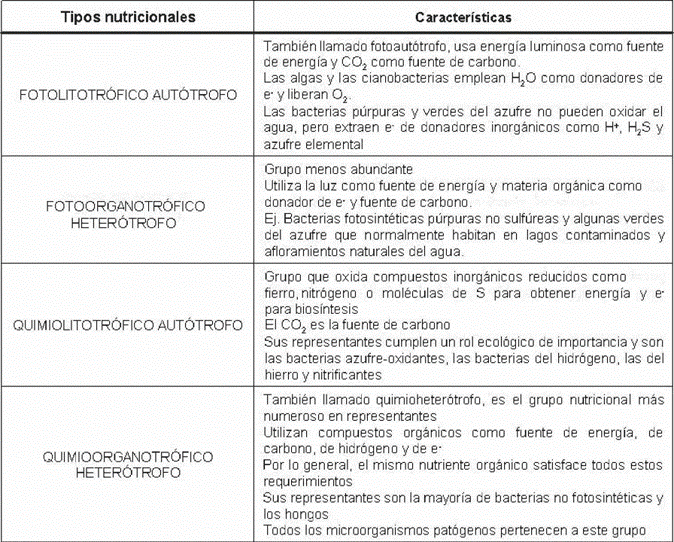 Tipos nutricionales
Características
FOTOLITOTRÓFICO AUTÓTROFO
También llamado fotoautótrofo, usa energía luminosa como fuente
de energía y CO₂ como fuente de carbono.
Las algas y las cianobacterias emplean H₂O como donadores de
e- y liberan O₂.
Las bacterias púrpuras y verdes del azufre no pueden oxidar el
agua, pero extraen e- de donadores inorgánicos como H+, H₂S y
azufre elemental
FOTOORGANOTRÓFICO
HETERÓTROFO
Grupo menos abundante
Utiliza la luz como fuente de energía y materia orgánica como
donador de e- y fuente de carbono.
Ej. Bacterias fotosintéticas púrpuras no sulfúreas y algunas verdes
del azufre que normalmente habitan en lagos contaminados y
afloramientos naturales del agua.
QUIMIOLITOTRÓFICO AUTÓTROFO
Grupo que oxida compuestos inorgánicos reducidos como
fierro, nitrógeno o moléculas de S para obtener energía y e-
para biosíntesis
El CO₂ es la fuente de carbono
Sus representantes cumplen un rol ecológico de importancia y son
las bacterias azufre-oxidantes, las bacterias del hidrógeno, las del
hierro y nitrificantes
QUIMIOORGANOTRÓFICO
HETERÓTROFO
También llamado quimioheterótrofo, es el grupo nutricional más
numeroso en representantes
Utilizan compuestos orgánicos como fuente de energía, de
carbono, de hidrógeno y de e-
Por lo general, el mismo nutriente orgánico satisface todos estos
requerimientos
Sus representantes son la mayoría de bacterias no fotosintéticas y
los hongos
Todos los microorganismos patógenos pertenecen a este grupo